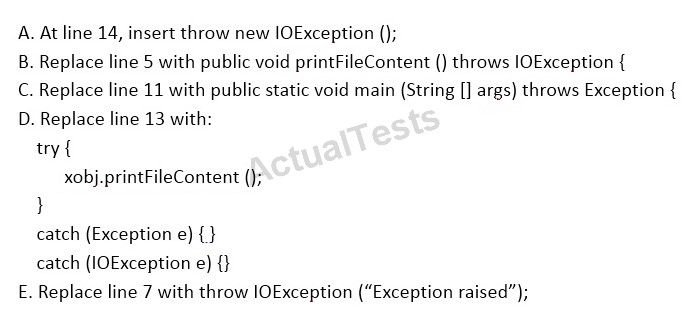 A. At line 14, insert throw new IOException ();
B. Replace line 5 with public void printFileContent () throws IOException {
C. Replace line 11 with public static void main (String [] args) throws Exception {
D. Replace line 13 with:
try {
xobj.printFileContent ();
}
catch (Exception e) {.}
catch (IOException e) {}
E. Replace line 7 with throw IOException (“Exception raised”);
ActualTests